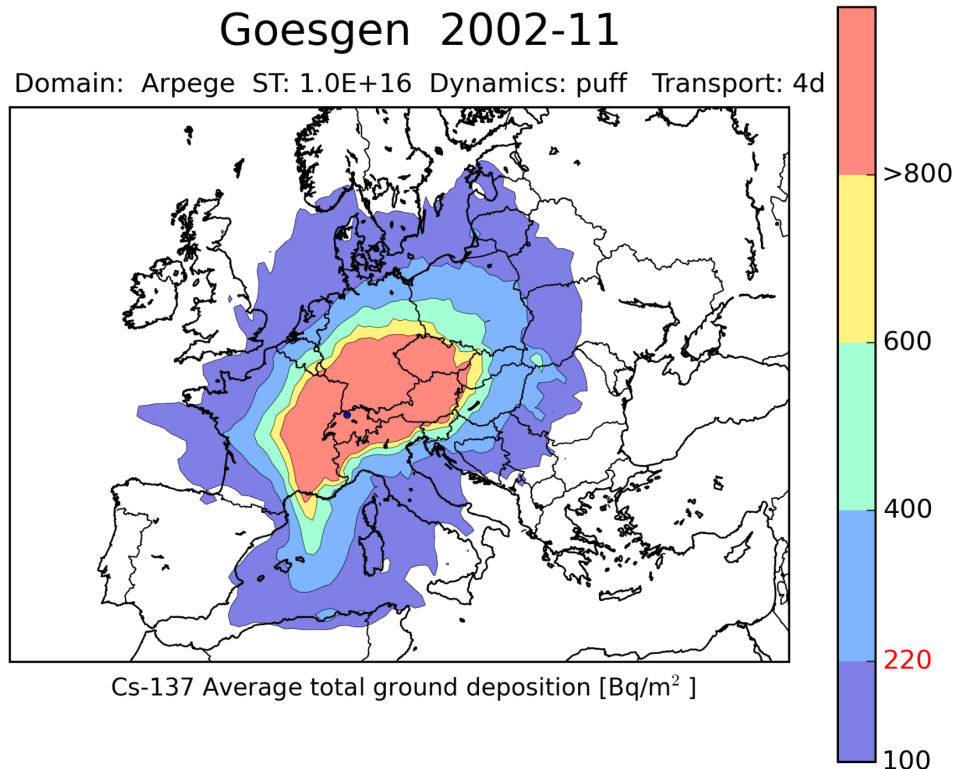 Goesgen 2002-11
Domain: Arpege ST: 1.0E+16 Dynamics: puff Transport: 4d
>800
600
400
220
100
Cs-137 Average total ground deposition [Bq/m² ]